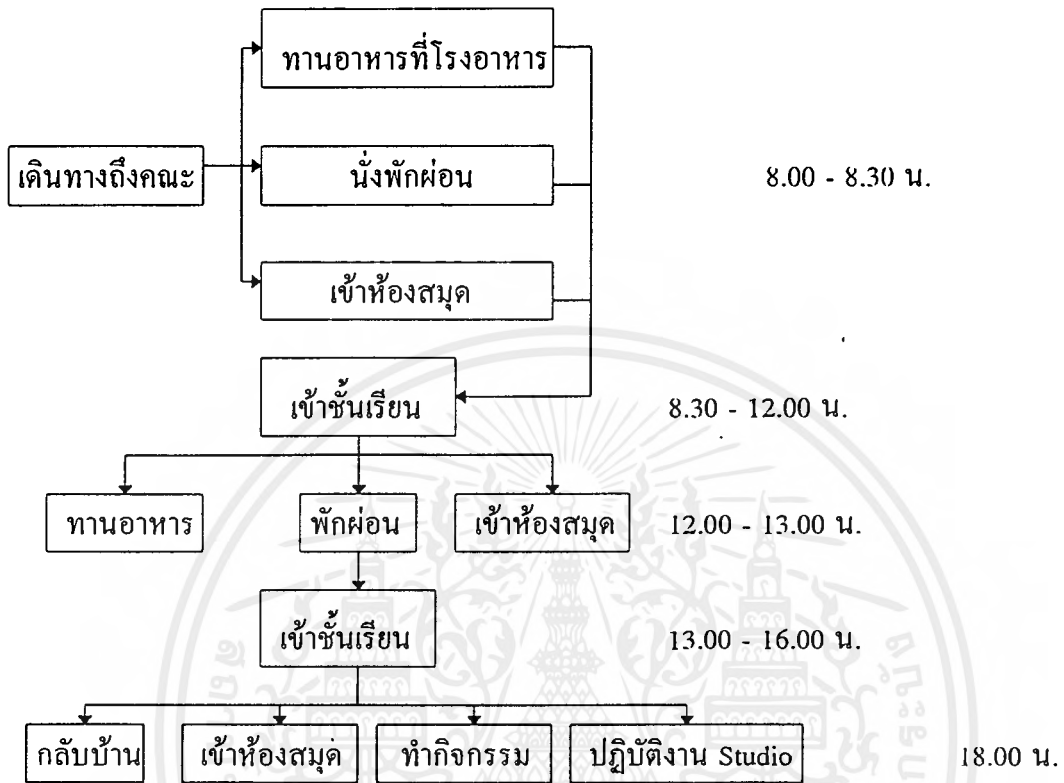 ทานอาหารที่โรงอาหาร
เดินทางถึงคณะ
นั่งพักผ่อน
8.00 - 8.30 น.
เข้าห้องสมุด
เข้าชั้นเรียน
8.30 - 12.00 น.
ทานอาหาร
พักผ่อน
เข้าห้องสมุด
12.00 - 13.00 น.
เข้าชั้นเรียน
13.00 - 16.00 น.
กลับบ้าน
เข้าห้องสมุด
ทำกิจกรรม
ปฏิบัติงาน Studio
18.00 น.